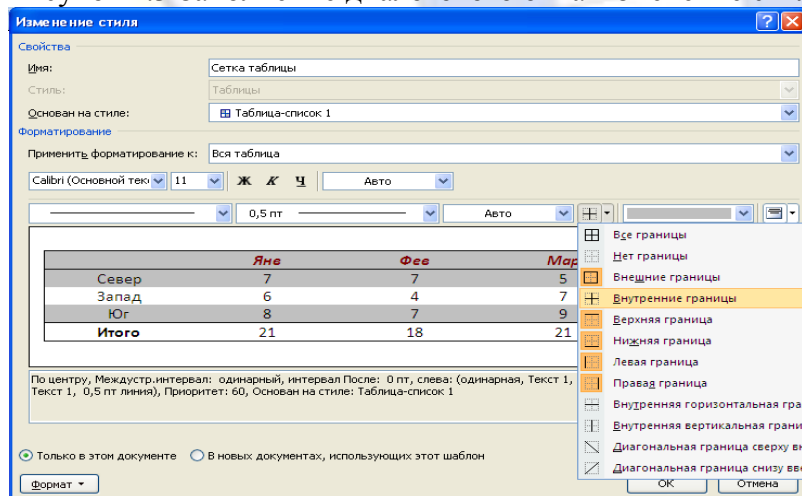 Изменение стиля
Свойства
Имя: Сетка таблицы
Стиль: Таблицы
Основан на стиле: Таблица-список 1
Форматирование
Применить форматирование к: Вся таблица
Calibri (Основной тек 11 Ж К Ч Авто
0,5 пт Авто
Янв Фев Мар
Север 7 7 5
Запад 6 4 7
Юг 8 7 9
Итого 21 18 21
Все границы
Нет границы
Внешние границы
Внутренние границы
Верхняя граница
Нижняя граница
Левая граница
Правая граница
Внутренняя горизонтальная гра
Внутренняя вертикальная грани
Диагональная граница сверху вн
Диагональная граница снизу вве
По центру, Междустр.интервал: одинарный, интервал После: 0 пт, слева: (одинарная, Текст 1,
Текст 1, 0,5 пт линия), Приоритет: 60, Основан на стиле: Таблица-список 1
Только в этом документе В новых документах, использующих этот шаблон
Формат ОК Отмена